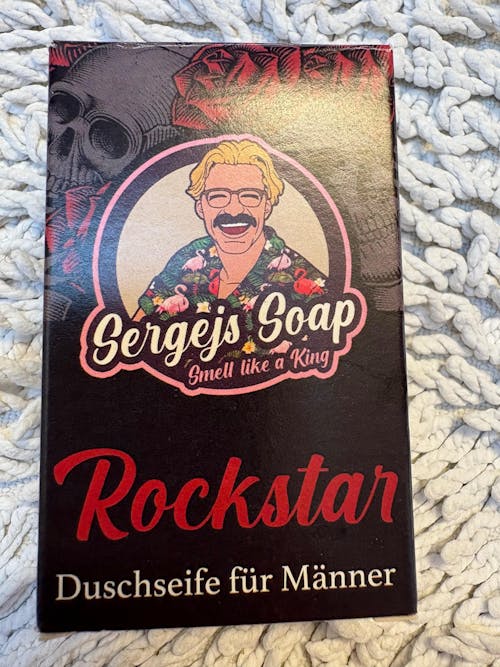 Sergejs Soap
Smell like a King
Rockstar
Duschseife für Männer